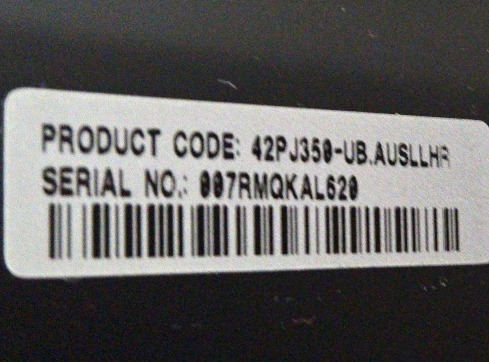 PRODUCT CODE: 42PJ350-UB.AUSLLHR
SERIAL NO.: 007RMQKAL620